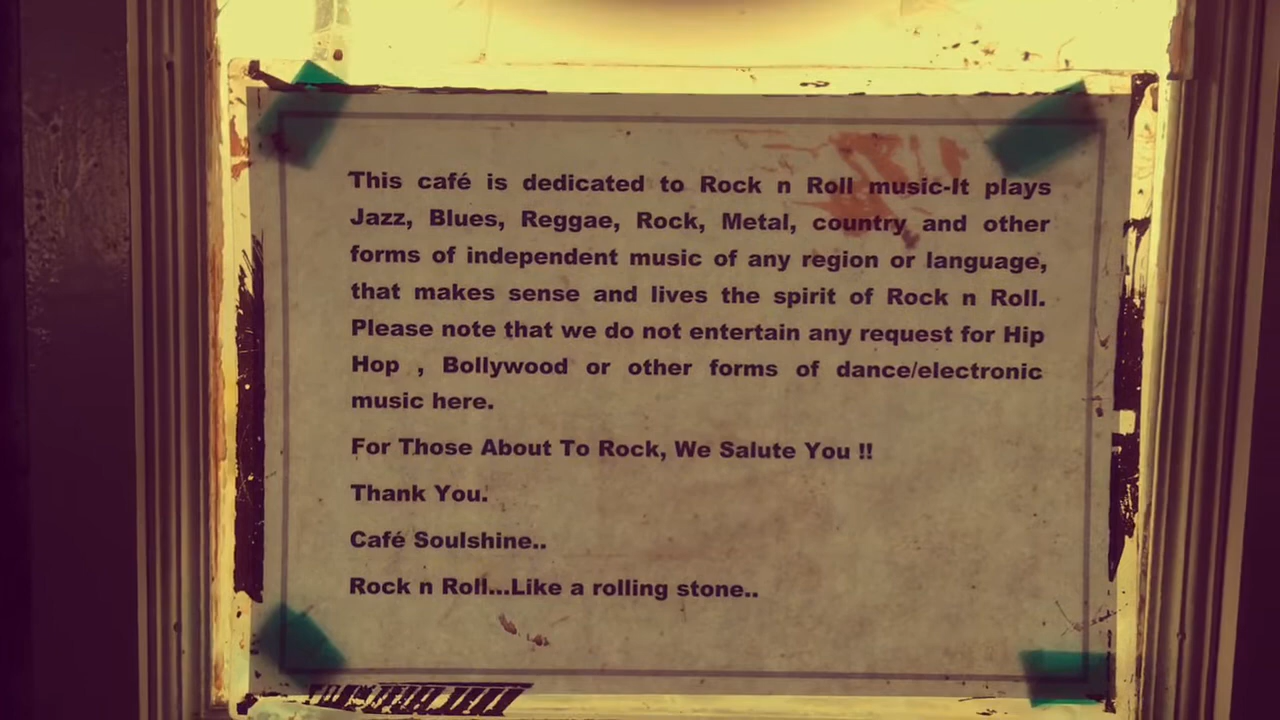 This café is dedicated to Rock n Roll music-It plays
Jazz, Blues, Reggae, Rock, Metal, country and other
forms of independent music of any region or language,
that makes sense and lives the spirit of Rock n Roll.
Please note that we do not entertain any request for Hip
Hop , Bollywood or other forms of dance/electronic
music here.
For Those About To Rock, We Salute You !!
Thank You.
Café Soulshine..
Rock n Roll...Like a rolling stone..